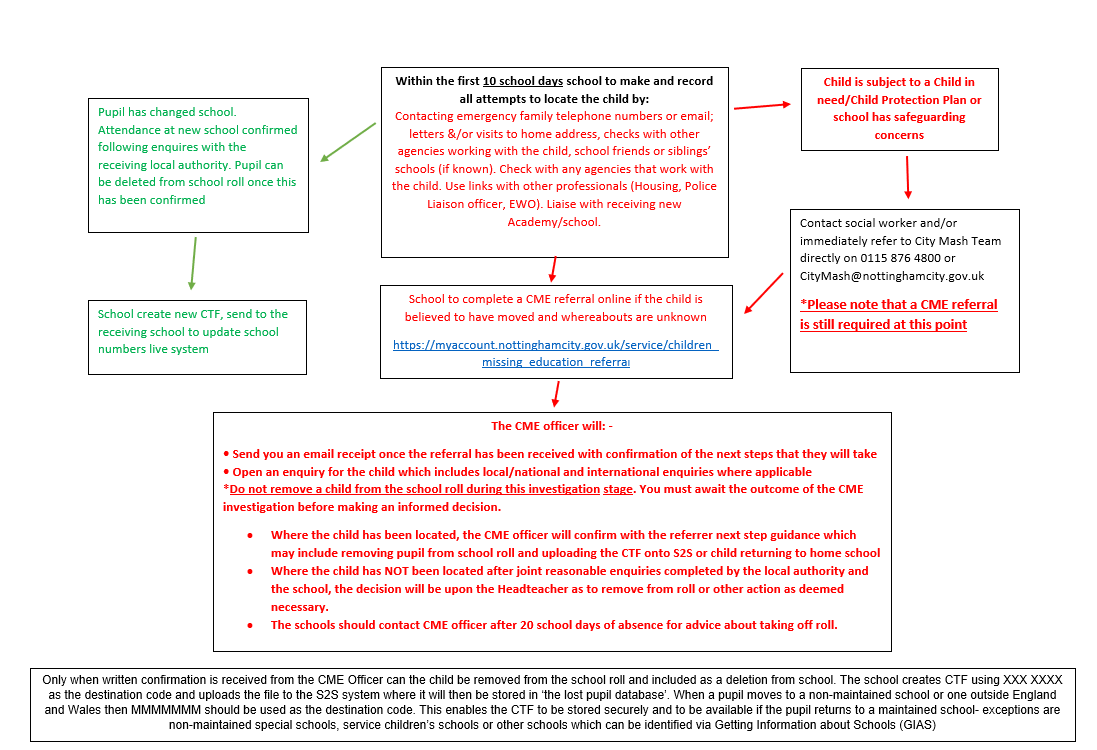 Within the first 10 school days school to make and record
all attempts to locate the child by:
Contacting emergency family telephone numbers or email;
letters &/or visits to home address, checks with other
agencies working with the child, school friends or siblings'
schools (if known). Check with any agencies that work with
the child. Use links with other professionals (Housing, Police
Liaison officer, EWO). Liaise with receiving new
Academy/school.
Pupil has changed school.
Attendance at new school confirmed
following enquires with the
receiving local authority. Pupil can
be deleted from school roll once this
has been confirmed
School create new CTF, send to the
receiving school to update school
numbers live system
Child is subject to a Child in
need/Child Protection Plan or
school has safeguarding
concerns
Contact social worker and/or
immediately refer to City Mash Team
directly on 0115 876 4800 or
CityMash@nottinghamcity.gov.uk
*Please note that a CME referral
is still required at this point
School to complete a CME referral online if the child is
believed to have moved and whereabouts are unknown
https://myaccount.nottinghamcity.gov.uk/service/children_
missing_education_referral
The CME officer will: -
• Send you an email receipt once the referral has been received with confirmation of the next steps that they will take
• Open an enquiry for the child which includes local/national and international enquiries where applicable
*Do not remove a child from the school roll during this investigation stage. You must await the outcome of the CME
investigation before making an informed decision.
• Where the child has been located, the CME officer will confirm with the referrer next step guidance which
may include removing pupil from school roll and uploading the CTF onto S2S or child returning to home school
• Where the child has NOT been located after joint reasonable enquiries completed by the local authority and
the school, the decision will be upon the Headteacher as to remove from roll or other action as deemed
necessary.
• The schools should contact CME officer after 20 school days of absence for advice about taking off roll.
Only when written confirmation is received from the CME Officer can the child be removed from the school roll and included as a deletion from school. The school creates CTF using XXX XXXX
as the destination code and uploads the file to the S2S system where it will then be stored in 'the lost pupil database'. When a pupil moves to a non-maintained school or one outside England
and Wales then MMMMMMM should be used as the destination code. This enables the CTF to be stored securely and to be available if the pupil returns to a maintained school- exceptions are
non-maintained special schools, service children's schools or other schools which can be identified via Getting Information about Schools (GIAS)